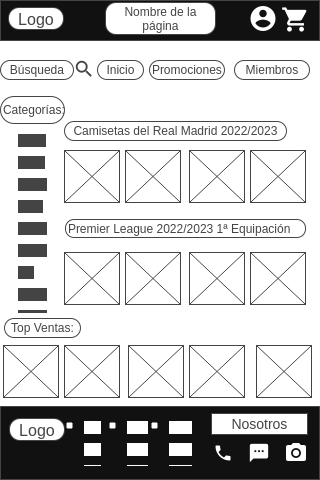 Logo
Nombre de la
página
Búsqueda
Inicio
Promociones
Miembros
Categorías:
Camisetas del Real Madrid 2022/2023
Premier League 2022/2023 1ª Equipación
Top Ventas:
Logo
Nosotros